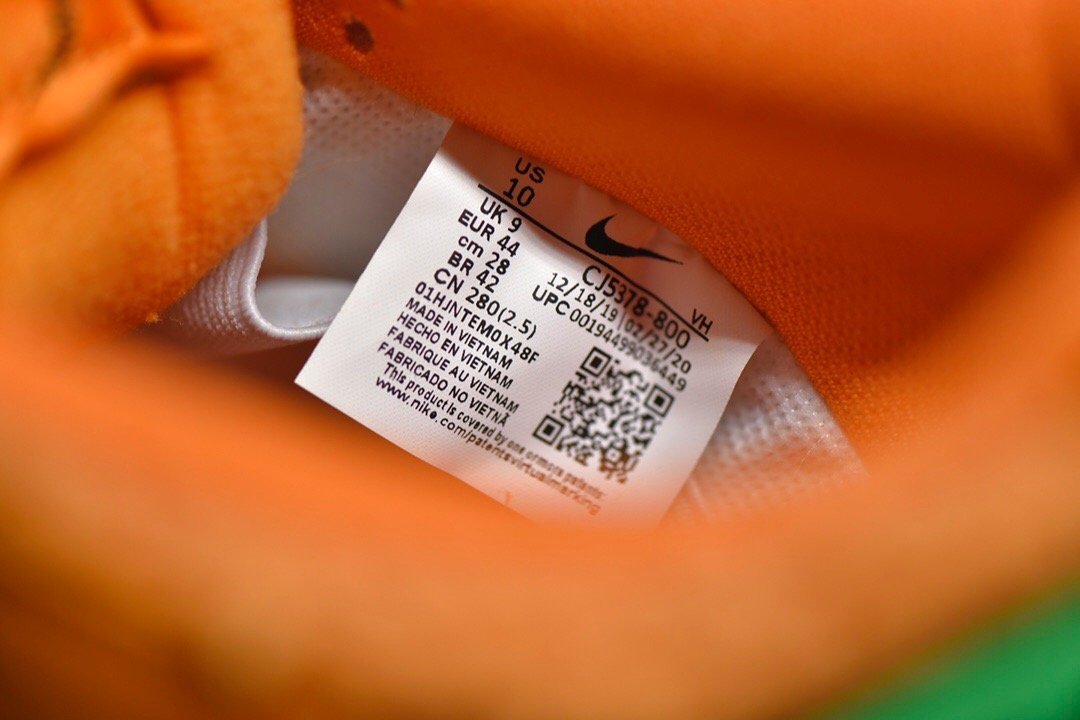 US
10
UK 9
EUR 44
cm 28
BR 42
CN 280(2.5)
01HJNTEM0X48F
MADE IN VIETNAM
HECHO EN VIETNAM
FABRIQUE AU VIETNAM
FABRICADO NO VIETNÃ
This product is covered by one ormore patents.
www.nike.com/patentsvirtualmarking
CJ5378-800 VH
12/18/19 02/27/20
UPC 00194499036449